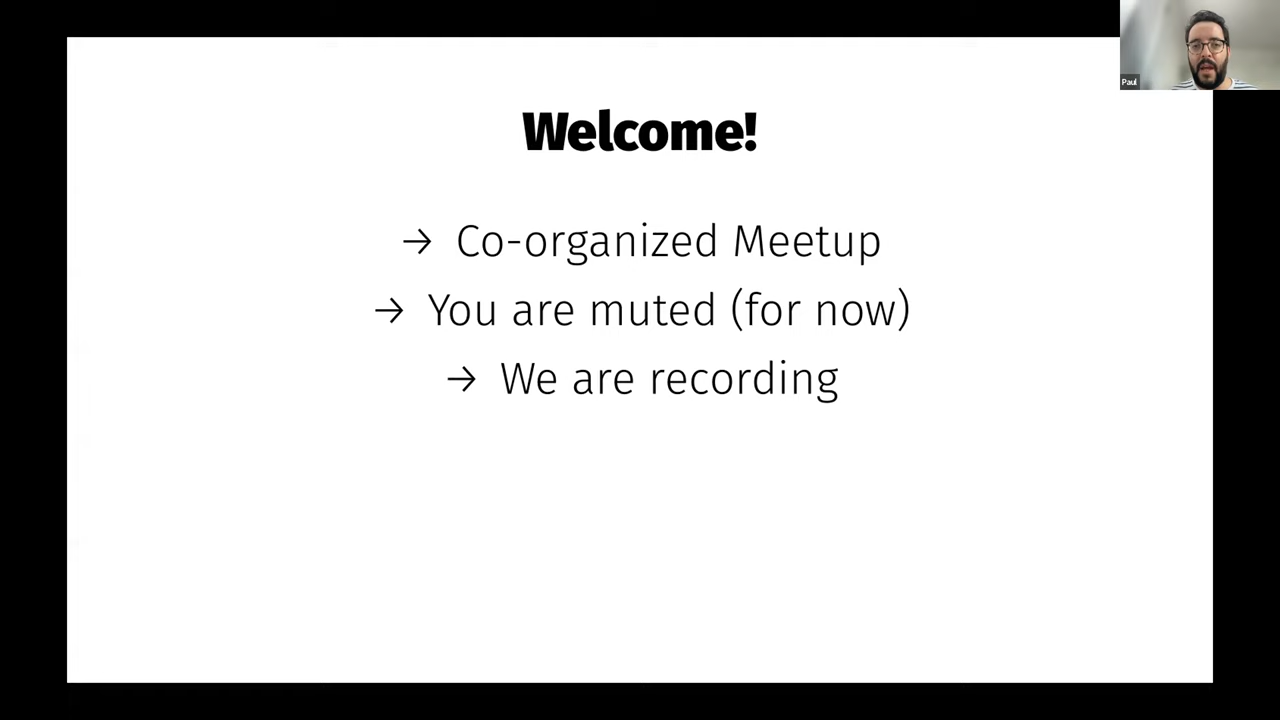 Paul
Welcome!
→ Co-organized Meetup
→ You are muted (for now)
→ We are recording